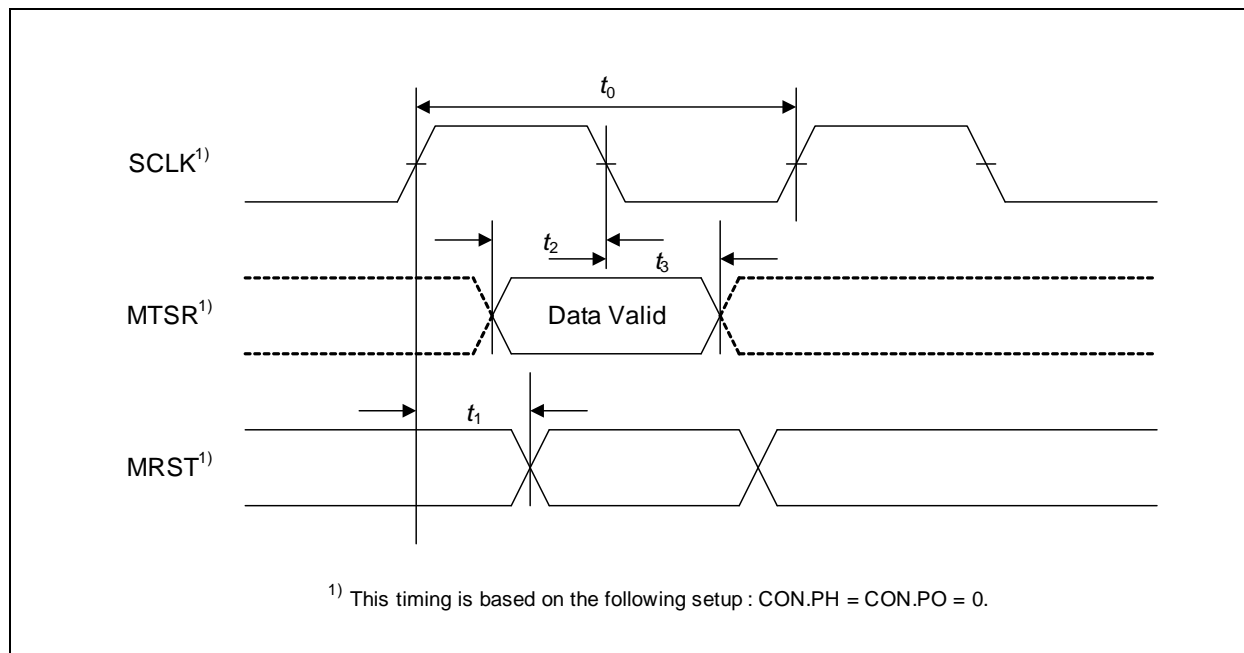 t₀
SCLK¹⁾
t₂
t₃
MTSR¹⁾
Data Valid
t₁
MRST¹⁾
¹⁾ This timing is based on the following setup : CON.PH = CON.PO = 0.